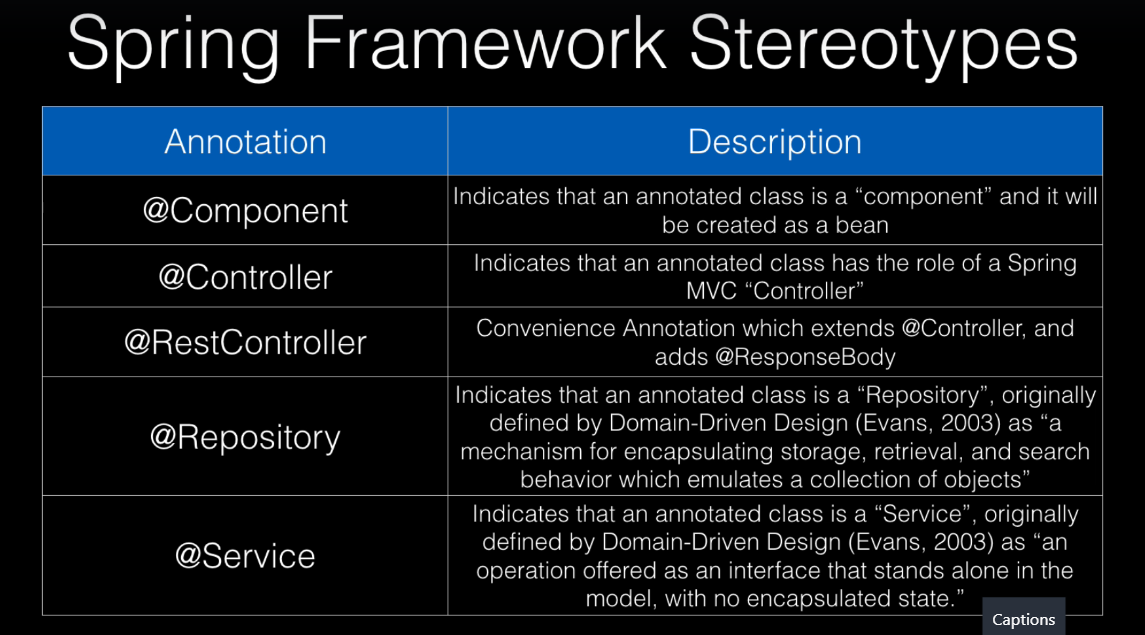 Spring Framework Stereotypes
Annotation
Description
@Component
Indicates that an annotated class is a “component” and it will
be created as a bean
@Controller
Indicates that an annotated class has the role of a Spring
MVC “Controller”
@RestController
Convenience Annotation which extends @Controller, and
adds @ResponseBody
@Repository
Indicates that an annotated class is a “Repository”, originally
defined by Domain-Driven Design (Evans, 2003) as “a
mechanism for encapsulating storage, retrieval, and search
behavior which emulates a collection of objects”
@Service
Indicates that an annotated class is a “Service”, originally
defined by Domain-Driven Design (Evans, 2003) as “an
operation offered as an interface that stands alone in the
model, with no encapsulated state.”
Captions